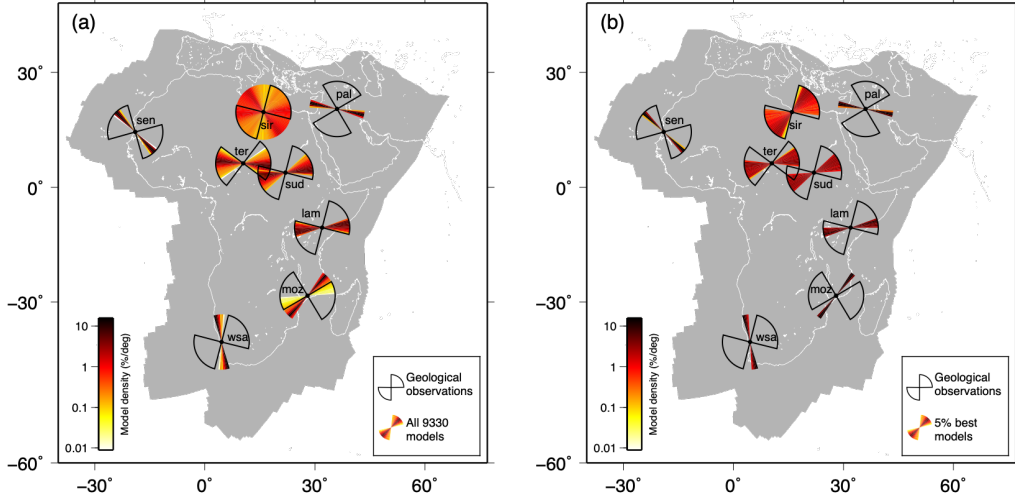 (a)
30˚
0˚
−30˚
−60˚
−30˚
0˚
30˚
60˚
sen
sir
pal
ter
sud
lam
moz
wsa
10
1
0.1
0.01
Model density (%/deg)
Geological
observations
All 9330
models
(b)
30˚
0˚
−30˚
−60˚
−30˚
0˚
30˚
60˚
sen
sir
pal
ter
sud
lam
moz
wsa
10
1
0.1
0.01
Model density (%/deg)
Geological
observations
5% best
models